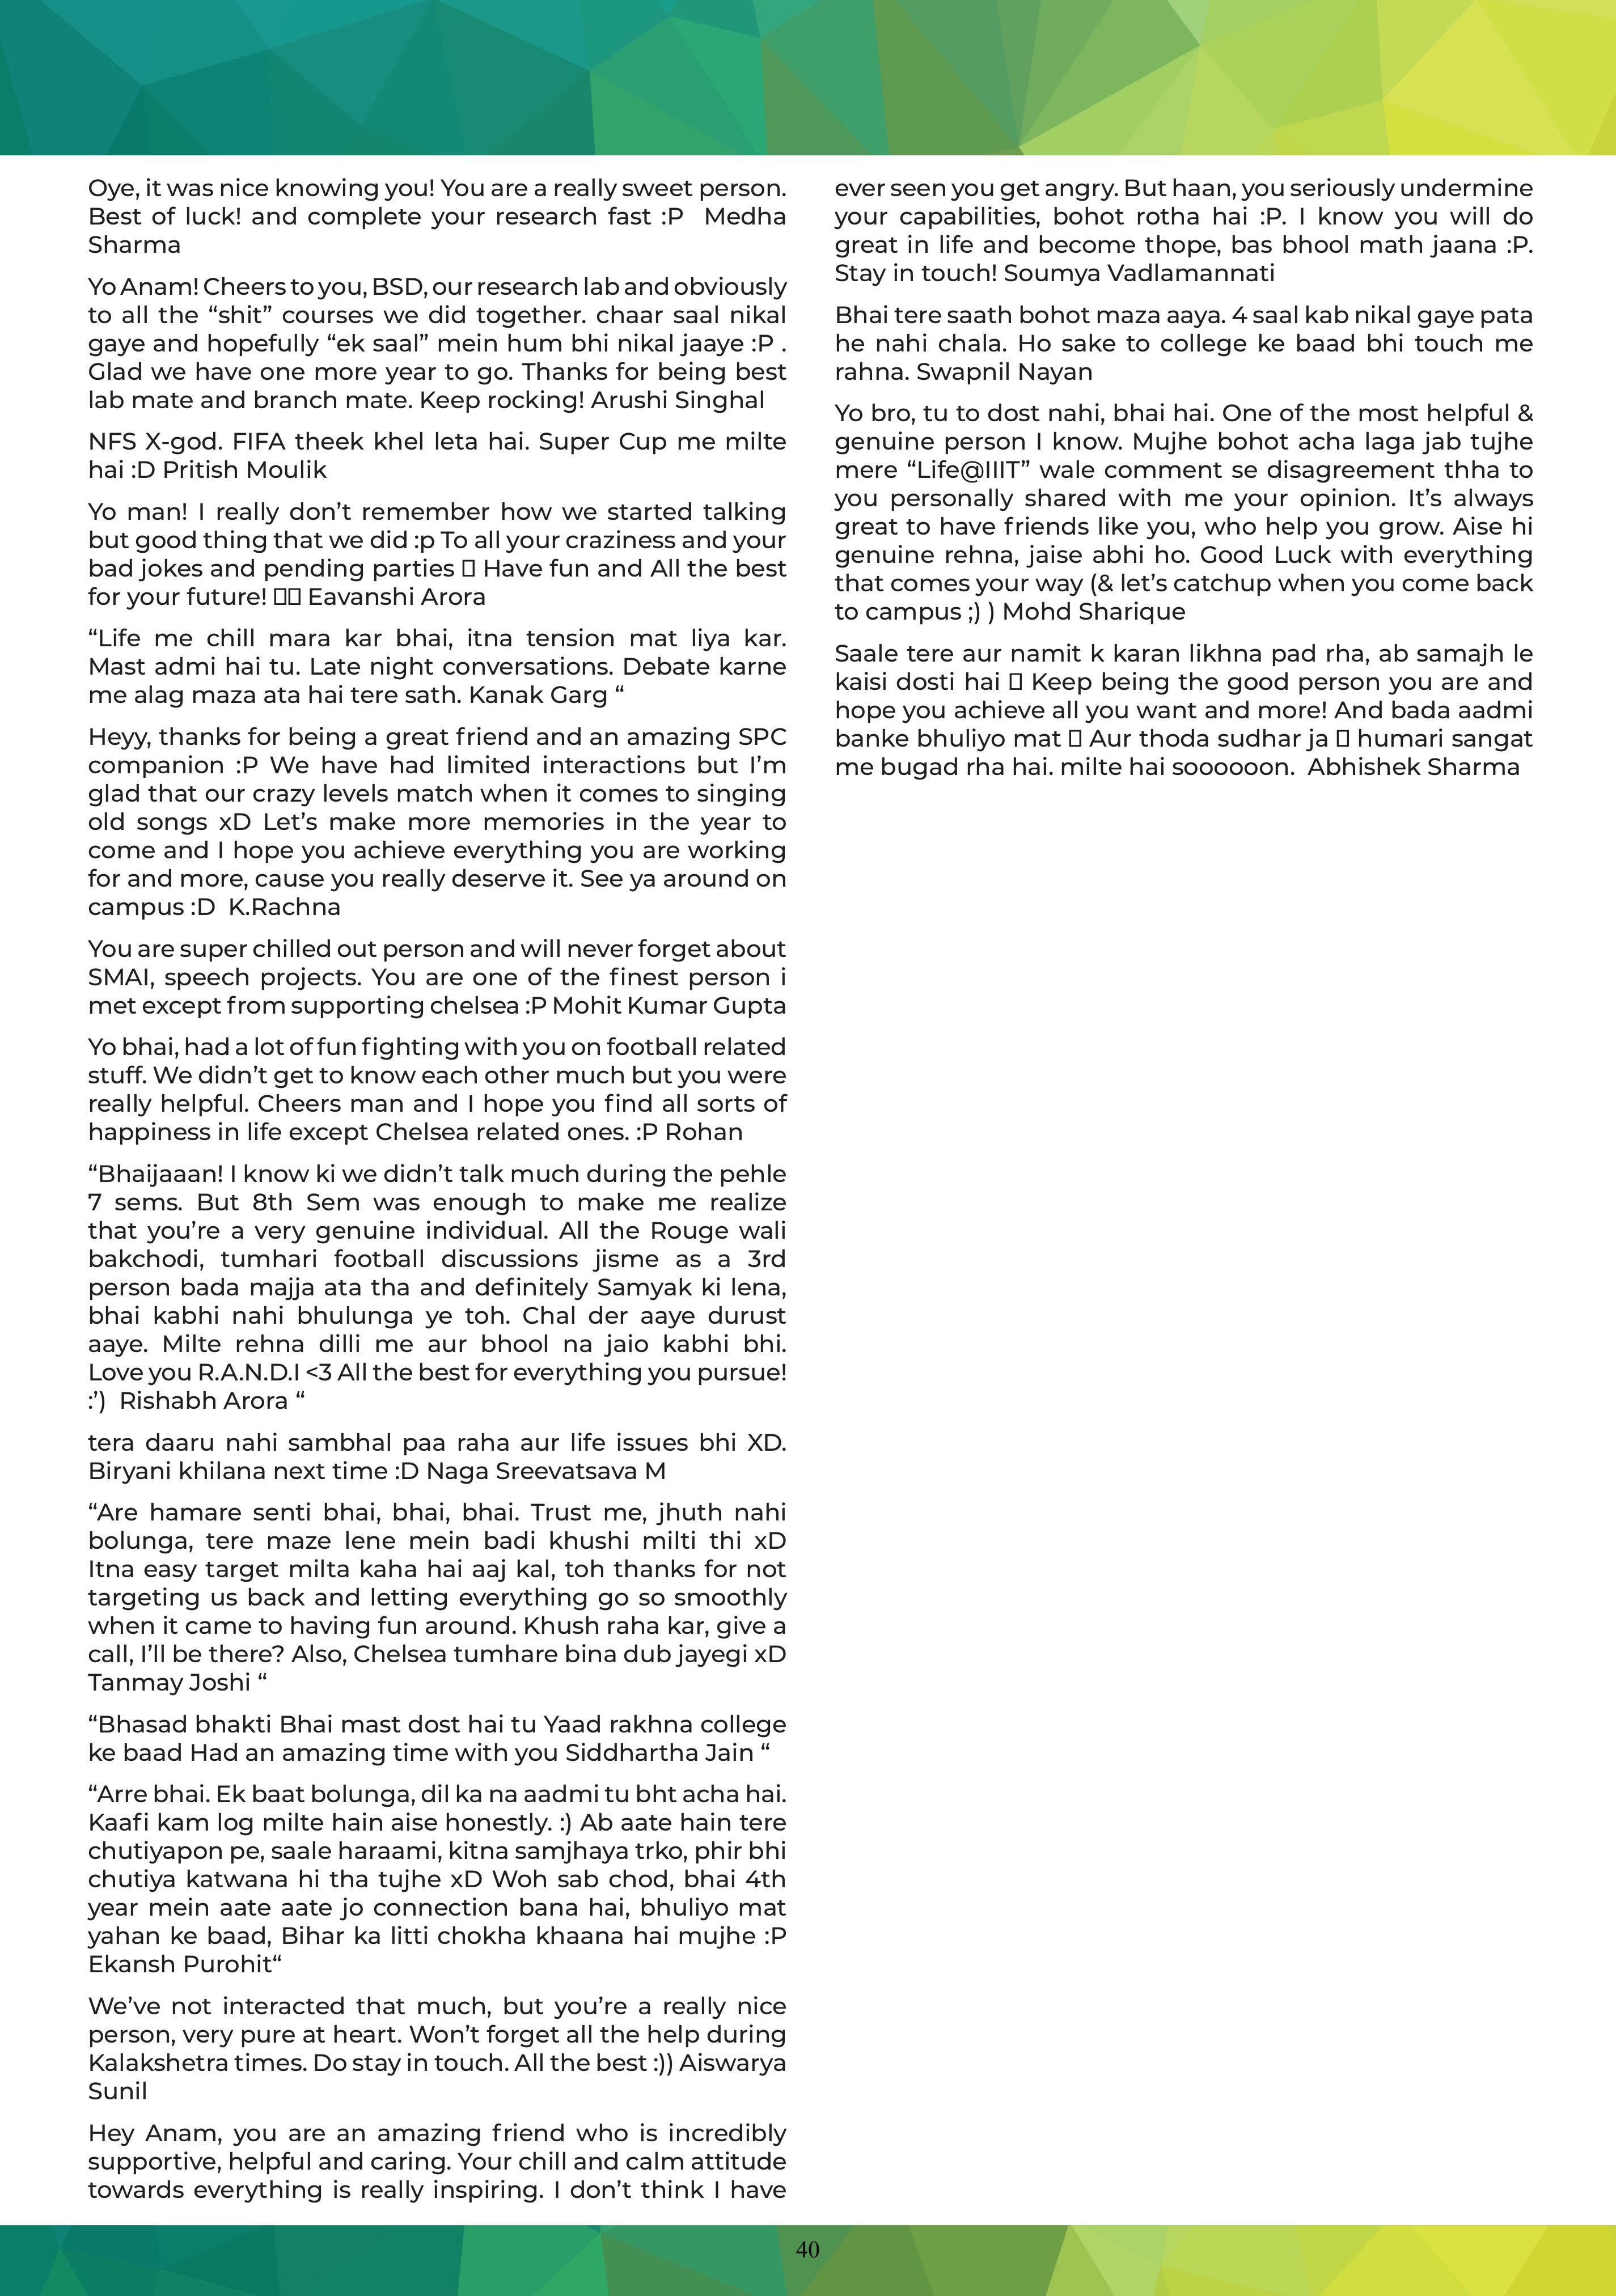 Oye, it was nice knowing you! You are a really sweet person.
Best of luck! and complete your research fast :P  Medha
Sharma
Yo Anam! Cheers to you, BSD, our research lab and obviously
to all the “shit” courses we did together. chaar saal nikal
gaye and hopefully “ek saal” mein hum bhi nikal jaaye :P .
Glad we have one more year to go. Thanks for being best
lab mate and branch mate. Keep rocking! Arushi Singhal
NFS X-god. FIFA theek khel leta hai. Super Cup me milte
hai :D Pritish Moulik
Yo man! I really don’t remember how we started talking
but good thing that we did :p To all your craziness and your
bad jokes and pending parties  Have fun and All the best
for your future!  Eavanshi Arora
“Life me chill mara kar bhai, itna tension mat liya kar.
Mast admi hai tu. Late night conversations. Debate karne
me alag maza ata hai tere sath. Kanak Garg “
Heyy, thanks for being a great friend and an amazing SPC
companion :P We have had limited interactions but I’m
glad that our crazy levels match when it comes to singing
old songs xD Let’s make more memories in the year to
come and I hope you achieve everything you are working
for and more, cause you really deserve it. See ya around on
campus :D  K.Rachna
You are super chilled out person and will never forget about
SMAI, speech projects. You are one of the finest person i
met except from supporting chelsea :P Mohit Kumar Gupta
Yo bhai, had a lot of fun fighting with you on football related
stuff. We didn’t get to know each other much but you were
really helpful. Cheers man and I hope you find all sorts of
happiness in life except Chelsea related ones. :P Rohan
“Bhaijaaan! I know ki we didn’t talk much during the pehle
7 sems. But 8th Sem was enough to make me realize
that you’re a very genuine individual. All the Rouge wali
bakchodi, tumhari football discussions jisme as a 3rd
person bada majja ata tha and definitely Samyak ki lena,
bhai kabhi nahi bhulunga ye toh. Chal der aaye durust
aaye. Milte rehna dilli me aur bhool na jaio kabhi bhi.
Love you R.A.N.D.I <3 All the best for everything you pursue!
:’)  Rishabh Arora “
tera daaru nahi sambhal paa raha aur life issues bhi XD.
Biryani khilana next time :D Naga Sreevatsava M
“Are hamare senti bhai, bhai, bhai. Trust me, jhuth nahi
bolunga, tere maze lene mein badi khushi milti thi xD
Itna easy target milta kaha hai aaj kal, toh thanks for not
targeting us back and letting everything go so smoothly
when it came to having fun around. Khush raha kar, give a
call, I’ll be there? Also, Chelsea tumhare bina dub jayegi xD
Tanmay Joshi “
“Bhasad bhakti Bhai mast dost hai tu Yaad rakhna college
ke baad Had an amazing time with you Siddhartha Jain “
“Arre bhai. Ek baat bolunga, dil ka na aadmi tu bht acha hai.
Kaafi kam log milte hain aise honestly. :) Ab aate hain tere
chutiyapon pe, saale haraami, kitna samjhaya trko, phir bhi
chutiya katwana hi tha tujhe xD Woh sab chod, bhai 4th
year mein aate aate jo connection bana hai, bhuliyo mat
yahan ke baad, Bihar ka litti chokha khaana hai mujhe :P
Ekansh Purohit“
We’ve not interacted that much, but you’re a really nice
person, very pure at heart. Won’t forget all the help during
Kalakshetra times. Do stay in touch. All the best :)) Aiswarya
Sunil
Hey Anam, you are an amazing friend who is incredibly
supportive, helpful and caring. Your chill and calm attitude
towards everything is really inspiring. I don’t think I have
ever seen you get angry. But haan, you seriously undermine
your capabilities, bohot rotha hai :P. I know you will do
great in life and become thope, bas bhool math jaana :P.
Stay in touch! Soumya Vadlamannati
Bhai tere saath bohot maza aaya. 4 saal kab nikal gaye pata
he nahi chala. Ho sake to college ke baad bhi touch me
rahna. Swapnil Nayan
Yo bro, tu to dost nahi, bhai hai. One of the most helpful &
genuine person I know. Mujhe bohot acha laga jab tujhe
mere “Life@IIIT” wale comment se disagreement thha to
you personally shared with me your opinion. It’s always
great to have friends like you, who help you grow. Aise hi
genuine rehna, jaise abhi ho. Good Luck with everything
that comes your way (& let’s catchup when you come back
to campus ;) ) Mohd Sharique
Saale tere aur namit k karan likhna pad rha, ab samajh le
kaisi dosti hai  Keep being the good person you are and
hope you achieve all you want and more! And bada aadmi
banke bhuliyo mat  Aur thoda sudhar ja  humari sangat
me bugad rha hai. milte hai soooooon.  Abhishek Sharma
40